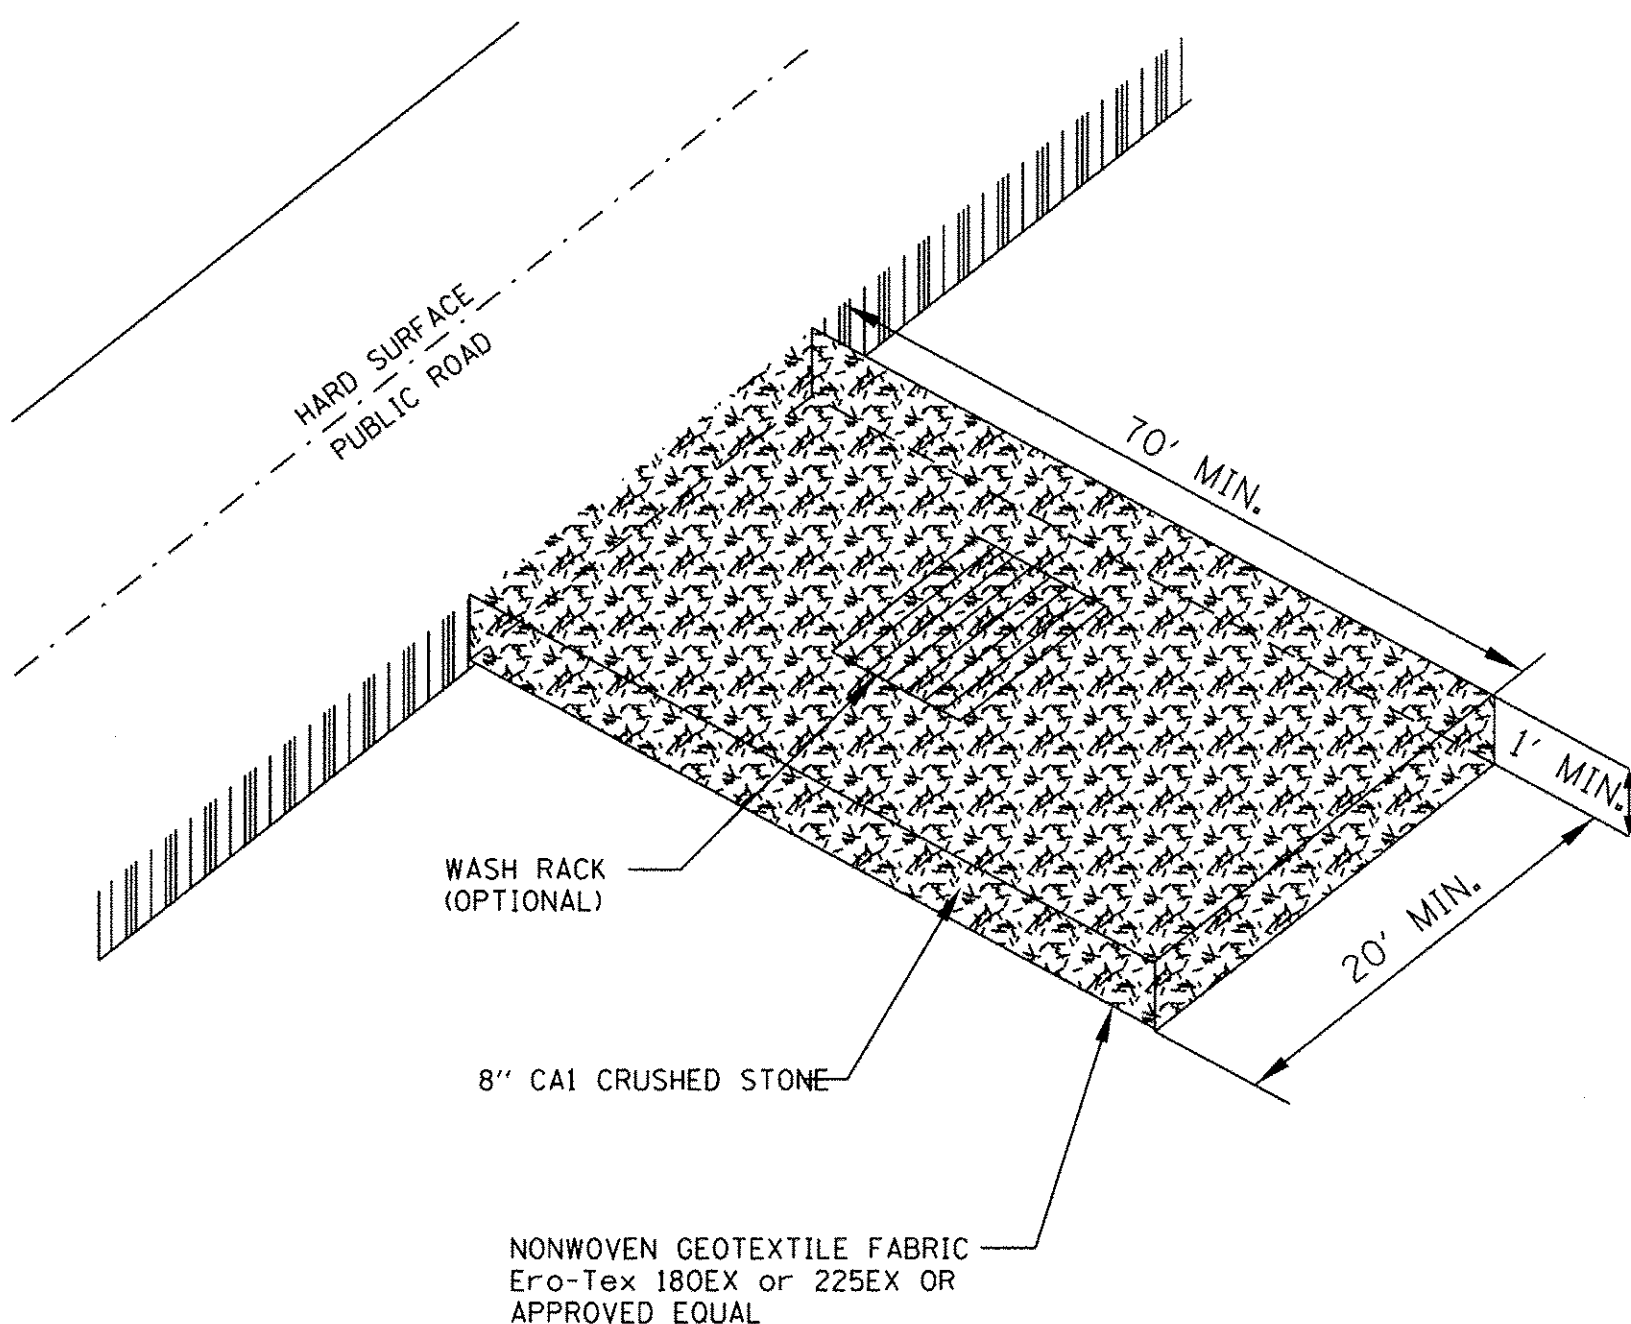 HARD SURFACE
PUBLIC ROAD
70' MIN.
1' MIN.
20' MIN.
WASH RACK
(OPTIONAL)
8" CA1 CRUSHED STONE
NONWOVEN GEOTEXTILE FABRIC
Ero-Tex 180EX or 225EX OR
APPROVED EQUAL